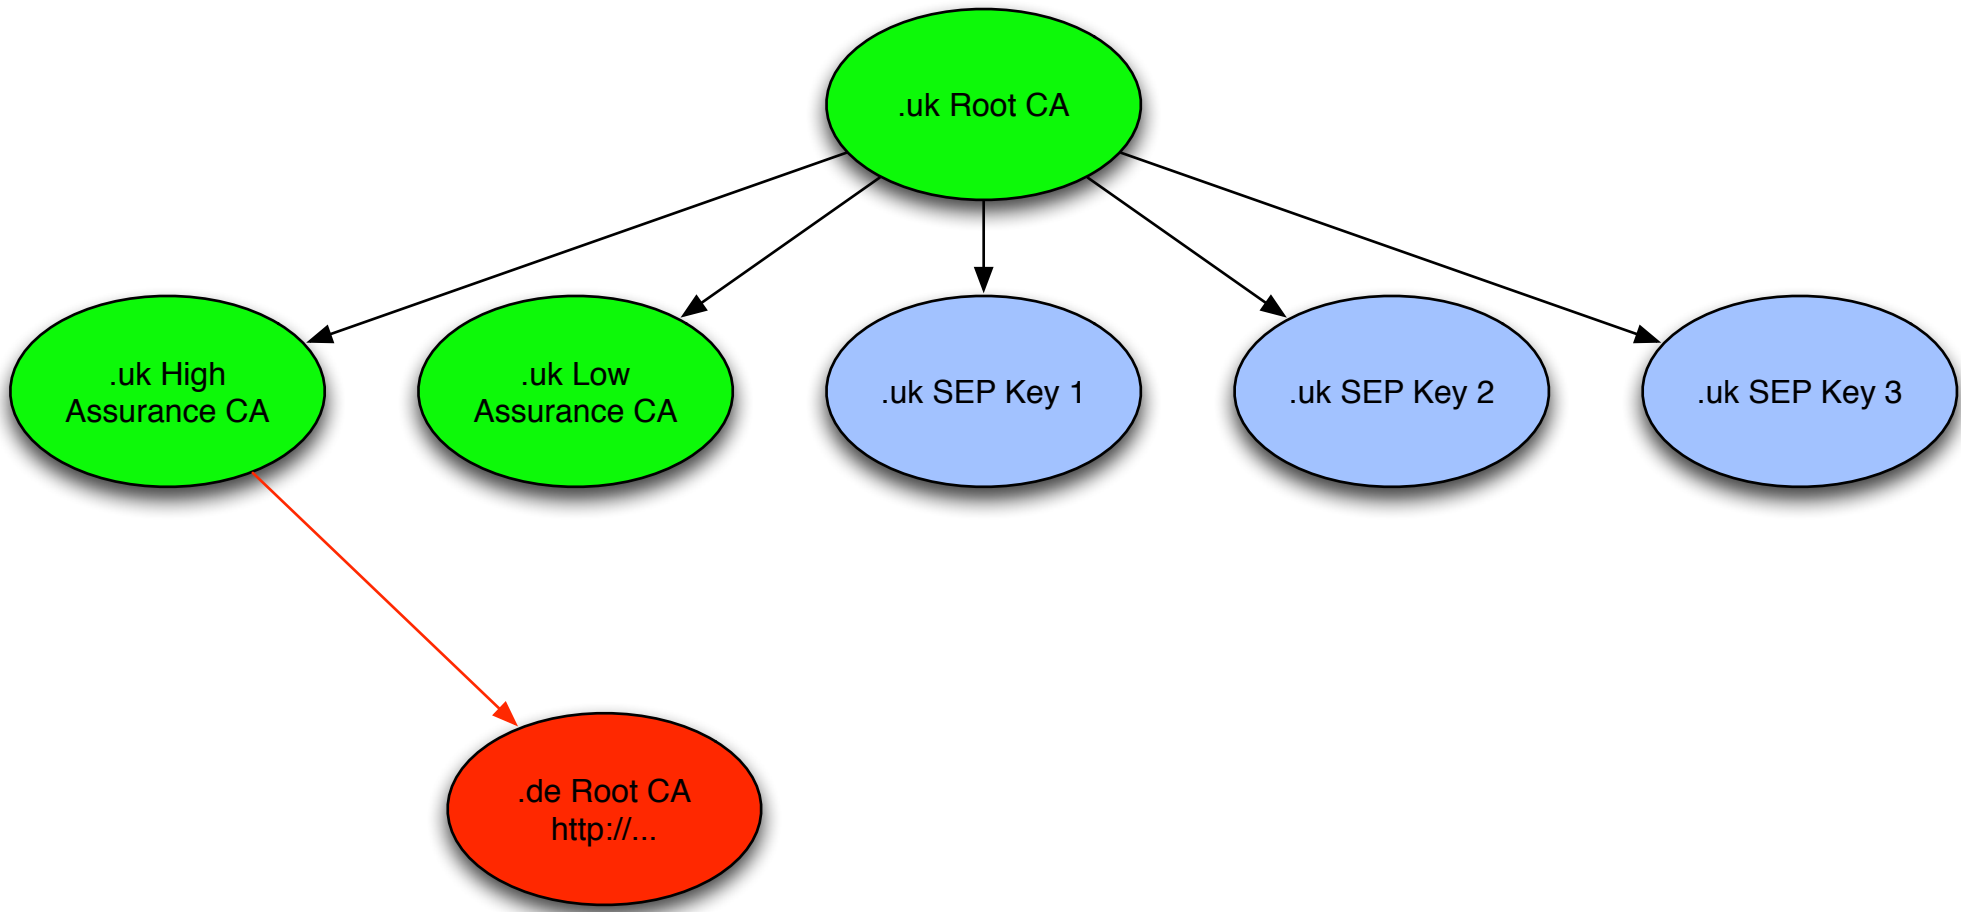 .uk Root CA
.uk High
Assurance CA
.uk Low
Assurance CA
.uk SEP Key 1
.uk SEP Key 2
.uk SEP Key 3
.de Root CA
http://...